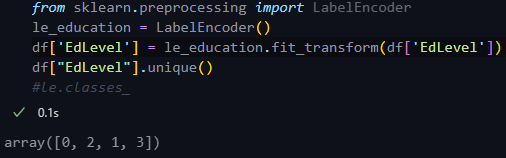 from sklearn.preprocessing import LabelEncoder
le_education = LabelEncoder()
df['EdLevel'] = le_education.fit_transform(df['EdLevel'])
df["EdLevel"].unique()
#le.classes_
✓ 0.1s
array([0, 2, 1, 3])